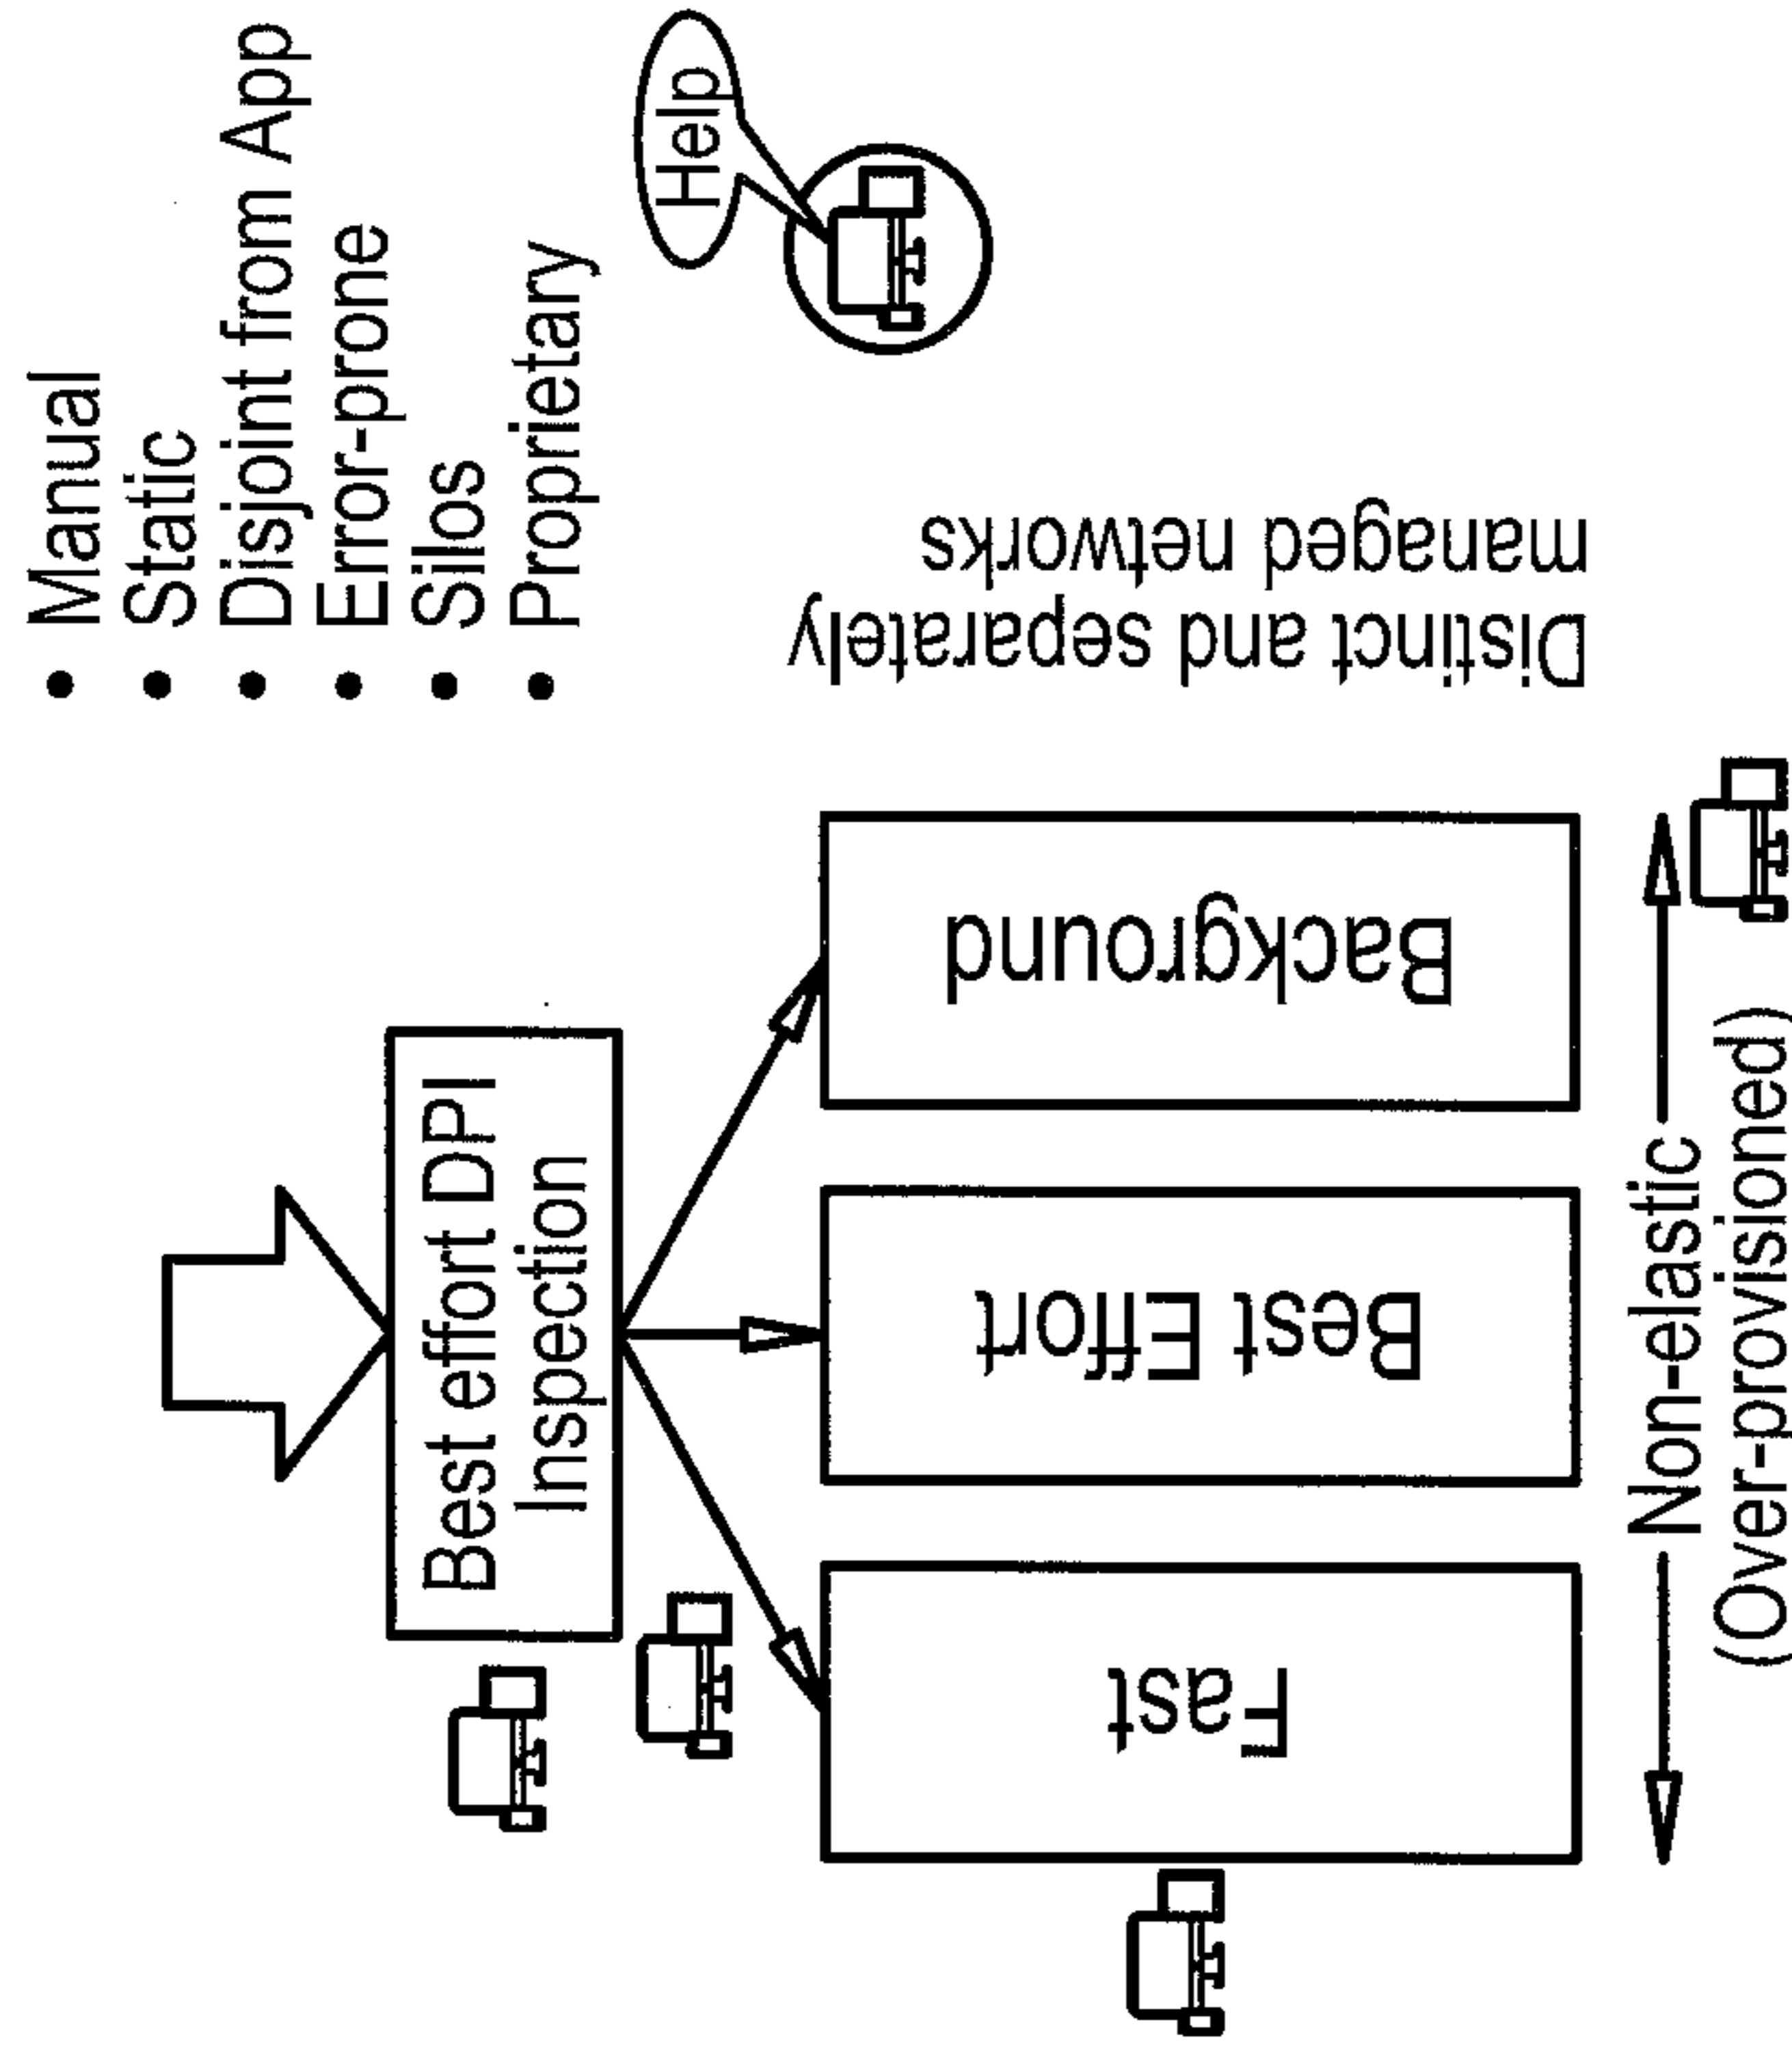 • Manual
• Static
• Disjoint from App
• Error-prone
• Silos
• Proprietary
Help
Best effort DPI
Inspection
Fast
Best Effort
Background
Distinct and separately
managed networks
Non-elastic
(Over-provisioned)